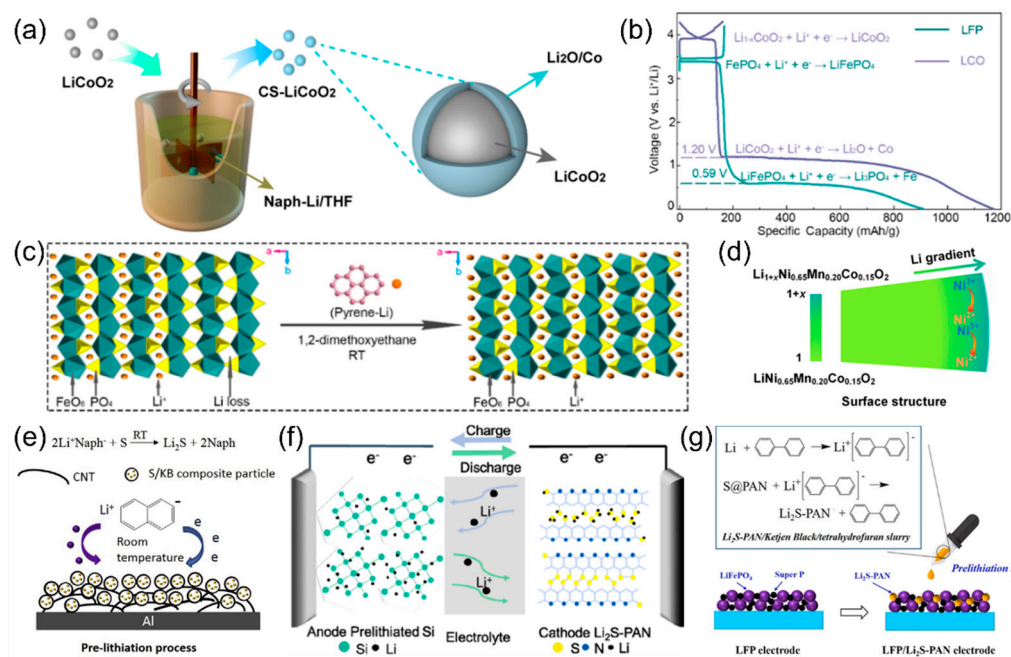 (a)
LiCoO2
CS-LiCoO2
Li2O/Co
LiCoO2
Naph-Li/THF
(b)
Voltage (V vs. Li⁺/Li)
4
3
2
1
0
Li1-xCoO2 + Li⁺ + e⁻ → LiCoO2
FePO4 + Li⁺ + e⁻ → LiFePO4
LFP
LCO
1.20 V
LiCoO2 + Li⁺ + e⁻ → Li2O + Co
0.59 V
LiFePO4 + Li⁺ + e⁻ → Li3PO4 + Fe
0 200 400 600 800 1000 1200
Specific Capacity (mAh/g)
(c)
a
b
(Pyrene-Li)
1,2-dimethoxyethane
RT
a
b
FeO6 PO4 Li⁺ Li loss
FeO6 PO4 Li⁺
(d)
Li gradient
Li1+xNi0.65Mn0.20Co0.15O2
1+x
1
Ni3+
Ni2+
Ni3+
Ni2+
LiNi0.65Mn0.20Co0.15O2
Surface structure
(e)
2Li⁺Naph⁻ + S RT→ Li2S + 2Naph
CNT
S/KB composite particle
Li⁺
Room
temperature
e
e
e
Al
Pre-lithiation process
(f)
Charge
e⁻ e⁻
Discharge
e⁻ e⁻
Li⁺
Li⁺
Anode Prelithiated Si
Si Li
Electrolyte
Cathode Li2S-PAN
S N Li
(g)
Li + → Li⁺[ ]⁻
S@PAN + Li⁺[ ]⁻ →
Li2S-PAN +
Li2S-PAN/Ketjen Black/tetrahydrofuran slurry
Prelithiation
LiFePO4 Super P
Li2S-PAN
LFP electrode
LFP/Li2S-PAN electrode